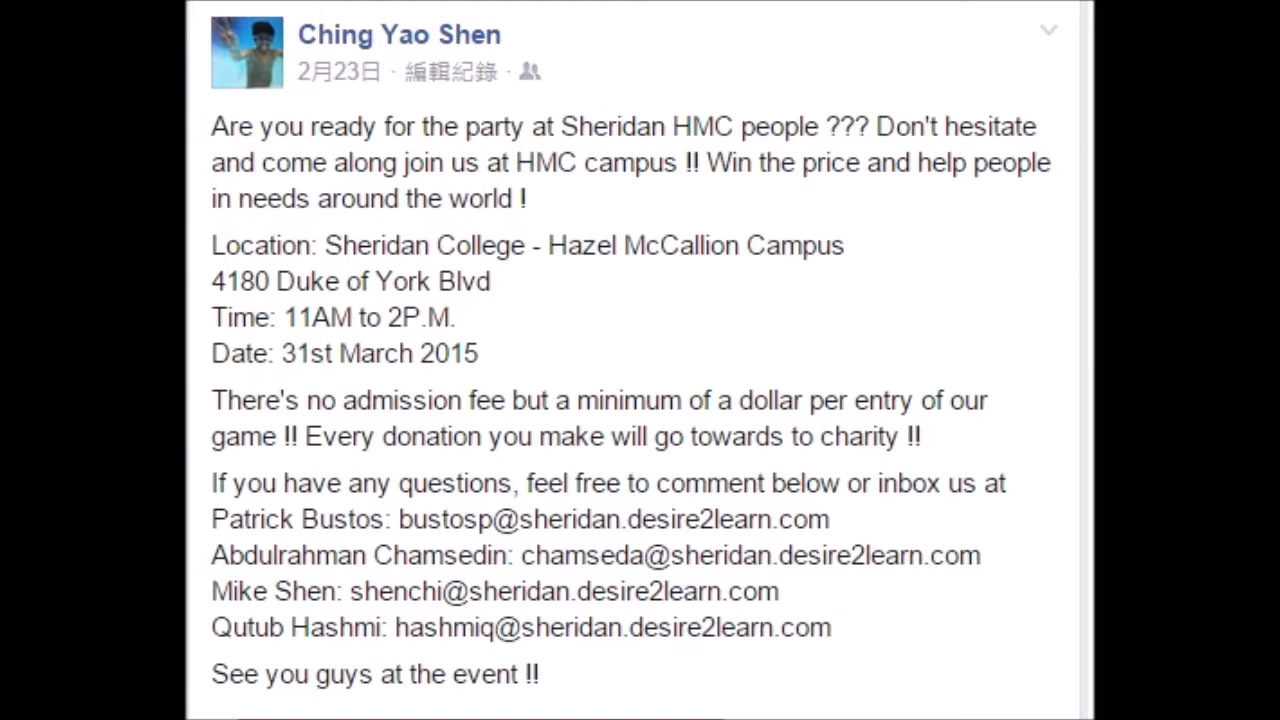 Ching Yao Shen
2月23日 · 編輯紀錄 ·
Are you ready for the party at Sheridan HMC people ??? Don't hesitate
and come along join us at HMC campus !! Win the price and help people
in needs around the world !
Location: Sheridan College - Hazel McCallion Campus
4180 Duke of York Blvd
Time: 11AM to 2P.M.
Date: 31st March 2015
There's no admission fee but a minimum of a dollar per entry of our
game !! Every donation you make will go towards to charity !!
If you have any questions, feel free to comment below or inbox us at
Patrick Bustos: bustosp@sheridan.desire2learn.com
Abdulrahman Chamsedin: chamseda@sheridan.desire2learn.com
Mike Shen: shenchi@sheridan.desire2learn.com
Qutub Hashmi: hashmiq@sheridan.desire2learn.com
See you guys at the event !!